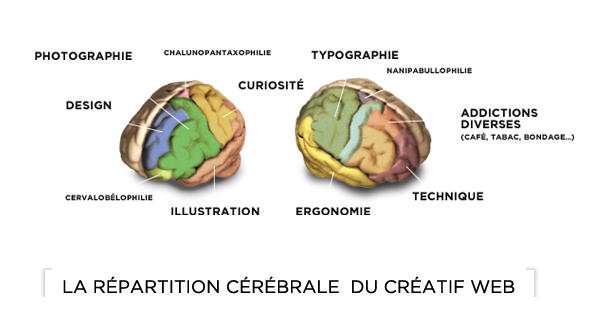 PHOTOGRAPHIE
CHALUNOPANTAXOPHILIE
TYPOGRAPHIE
NANIPABULLOPHILIE
CURIOSITÉ
DESIGN
ADDICTIONS
DIVERSES
(CAFÉ, TABAC, BONDAGE...)
CERVALOBÉLOPHILIE
ILLUSTRATION
ERGONOMIE
TECHNIQUE
LA RÉPARTITION CÉRÉBRALE DU CRÉATIF WEB